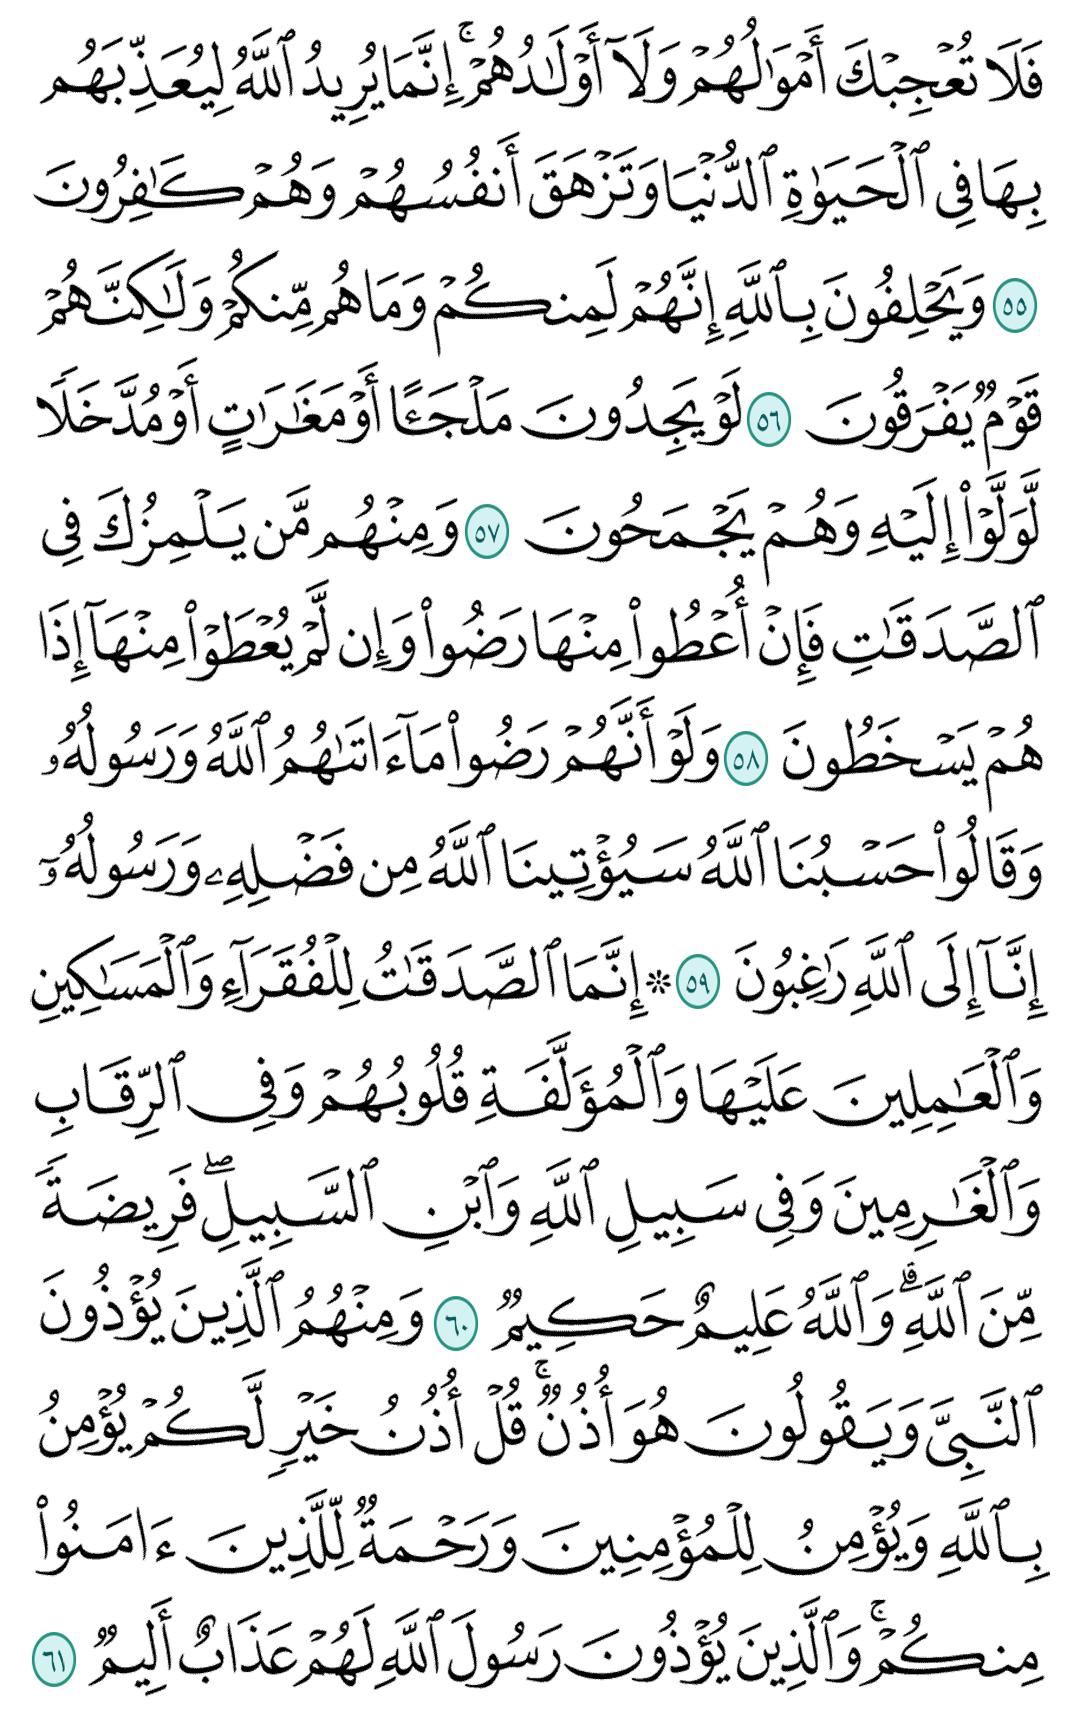 فَلَا تُعۡجِبۡكَ أَمۡوَٰلُهُمۡ وَلَآ أَوۡلَٰدُهُمۡۚ إِنَّمَا يُرِيدُ ٱللَّهُ لِيُعَذِّبَهُم
بِهَا فِي ٱلۡحَيَوٰةِ ٱلدُّنۡيَا وَتَزۡهَقَ أَنفُسُهُمۡ وَهُمۡ كَٰفِرُونَ
٥٥ وَيَحۡلِفُونَ بِٱللَّهِ إِنَّهُمۡ لَمِنكُمۡ وَمَا هُم مِّنكُمۡ وَلَٰكِنَّهُمۡ
قَوۡمٞ يَفۡرَقُونَ ٥٦ لَوۡ يَجِدُونَ مَلۡجَـًٔا أَوۡ مَغَٰرَٰتٍ أَوۡ مُدَّخَلٗا
لَّوَلَّوۡاْ إِلَيۡهِ وَهُمۡ يَجۡمَحُونَ ٥٧ وَمِنۡهُم مَّن يَلۡمِزُكَ فِي
ٱلصَّدَقَٰتِ فَإِنۡ أُعۡطُواْ مِنۡهَا رَضُواْ وَإِن لَّمۡ يُعۡطَوۡاْ مِنۡهَآ إِذَا
هُمۡ يَسۡخَطُونَ ٥٨ وَلَوۡ أَنَّهُمۡ رَضُواْ مَآ ءَاتَىٰهُمُ ٱللَّهُ وَرَسُولُهُۥ
وَقَالُواْ حَسۡبُنَا ٱللَّهُ سَيُؤۡتِينَا ٱللَّهُ مِن فَضۡلِهِۦ وَرَسُولُهُۥٓ
إِنَّآ إِلَى ٱللَّهِ رَٰغِبُونَ ٥٩ ۞ إِنَّمَا ٱلصَّدَقَٰتُ لِلۡفُقَرَآءِ وَٱلۡمَسَٰكِينِ
وَٱلۡعَٰمِلِينَ عَلَيۡهَا وَٱلۡمُؤَلَّفَةِ قُلُوبُهُمۡ وَفِي ٱلرِّقَابِ
وَٱلۡغَٰرِمِينَ وَفِي سَبِيلِ ٱللَّهِ وَٱبۡنِ ٱلسَّبِيلِۖ فَرِيضَةٗ
مِّنَ ٱللَّهِۗ وَٱللَّهُ عَلِيمٌ حَكِيمٞ ٦٠ وَمِنۡهُمُ ٱلَّذِينَ يُؤۡذُونَ
ٱلنَّبِيَّ وَيَقُولُونَ هُوَ أُذُنٞۚ قُلۡ أُذُنُ خَيۡرٖ لَّكُمۡ يُؤۡمِنُ
بِٱللَّهِ وَيُؤۡمِنُ لِلۡمُؤۡمِنِينَ وَرَحۡمَةٞ لِّلَّذِينَ ءَامَنُواْ
مِنكُمۡۚ وَٱلَّذِينَ يُؤۡذُونَ رَسُولَ ٱللَّهِ لَهُمۡ عَذَابٌ أَلِيمٞ ٦١